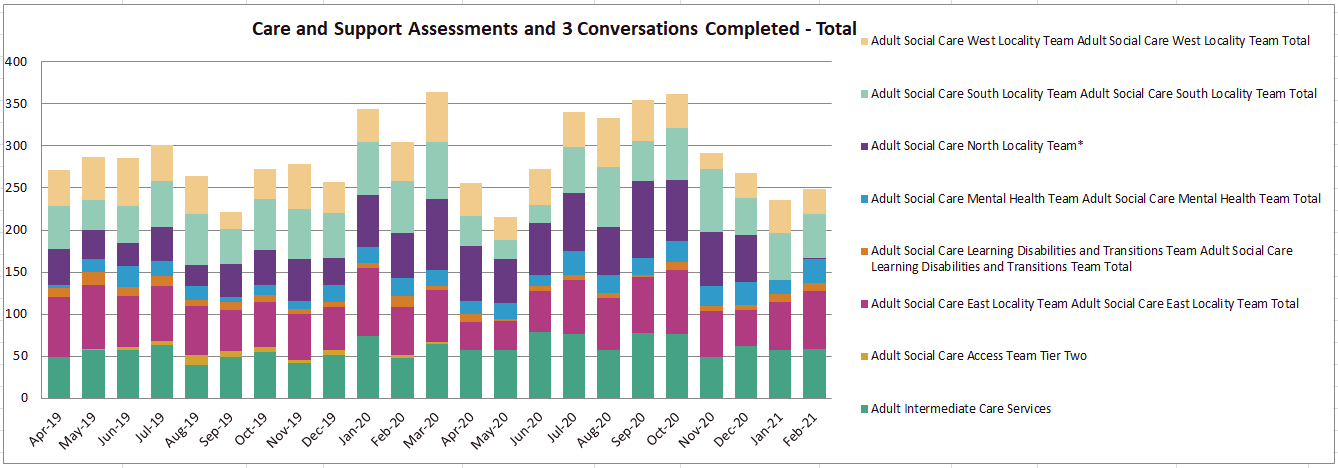 Care and Support Assessments and 3 Conversations Completed - Total
400
350
300
250
200
150
100
50
0
Apr-19
May-19
Jun-19
Jul-19
Aug-19
Sep-19
Oct-19
Nov-19
Dec-19
Jan-20
Feb-20
Mar-20
Apr-20
May-20
Jun-20
Jul-20
Aug-20
Sep-20
Oct-20
Nov-20
Dec-20
Jan-21
Feb-21
Adult Social Care West Locality Team Adult Social Care West Locality Team Total
Adult Social Care South Locality Team Adult Social Care South Locality Team Total
Adult Social Care North Locality Team*
Adult Social Care Mental Health Team Adult Social Care Mental Health Team Total
Adult Social Care Learning Disabilities and Transitions Team Adult Social Care
Learning Disabilities and Transitions Team Total
Adult Social Care East Locality Team Adult Social Care East Locality Team Total
Adult Social Care Access Team Tier Two
Adult Intermediate Care Services